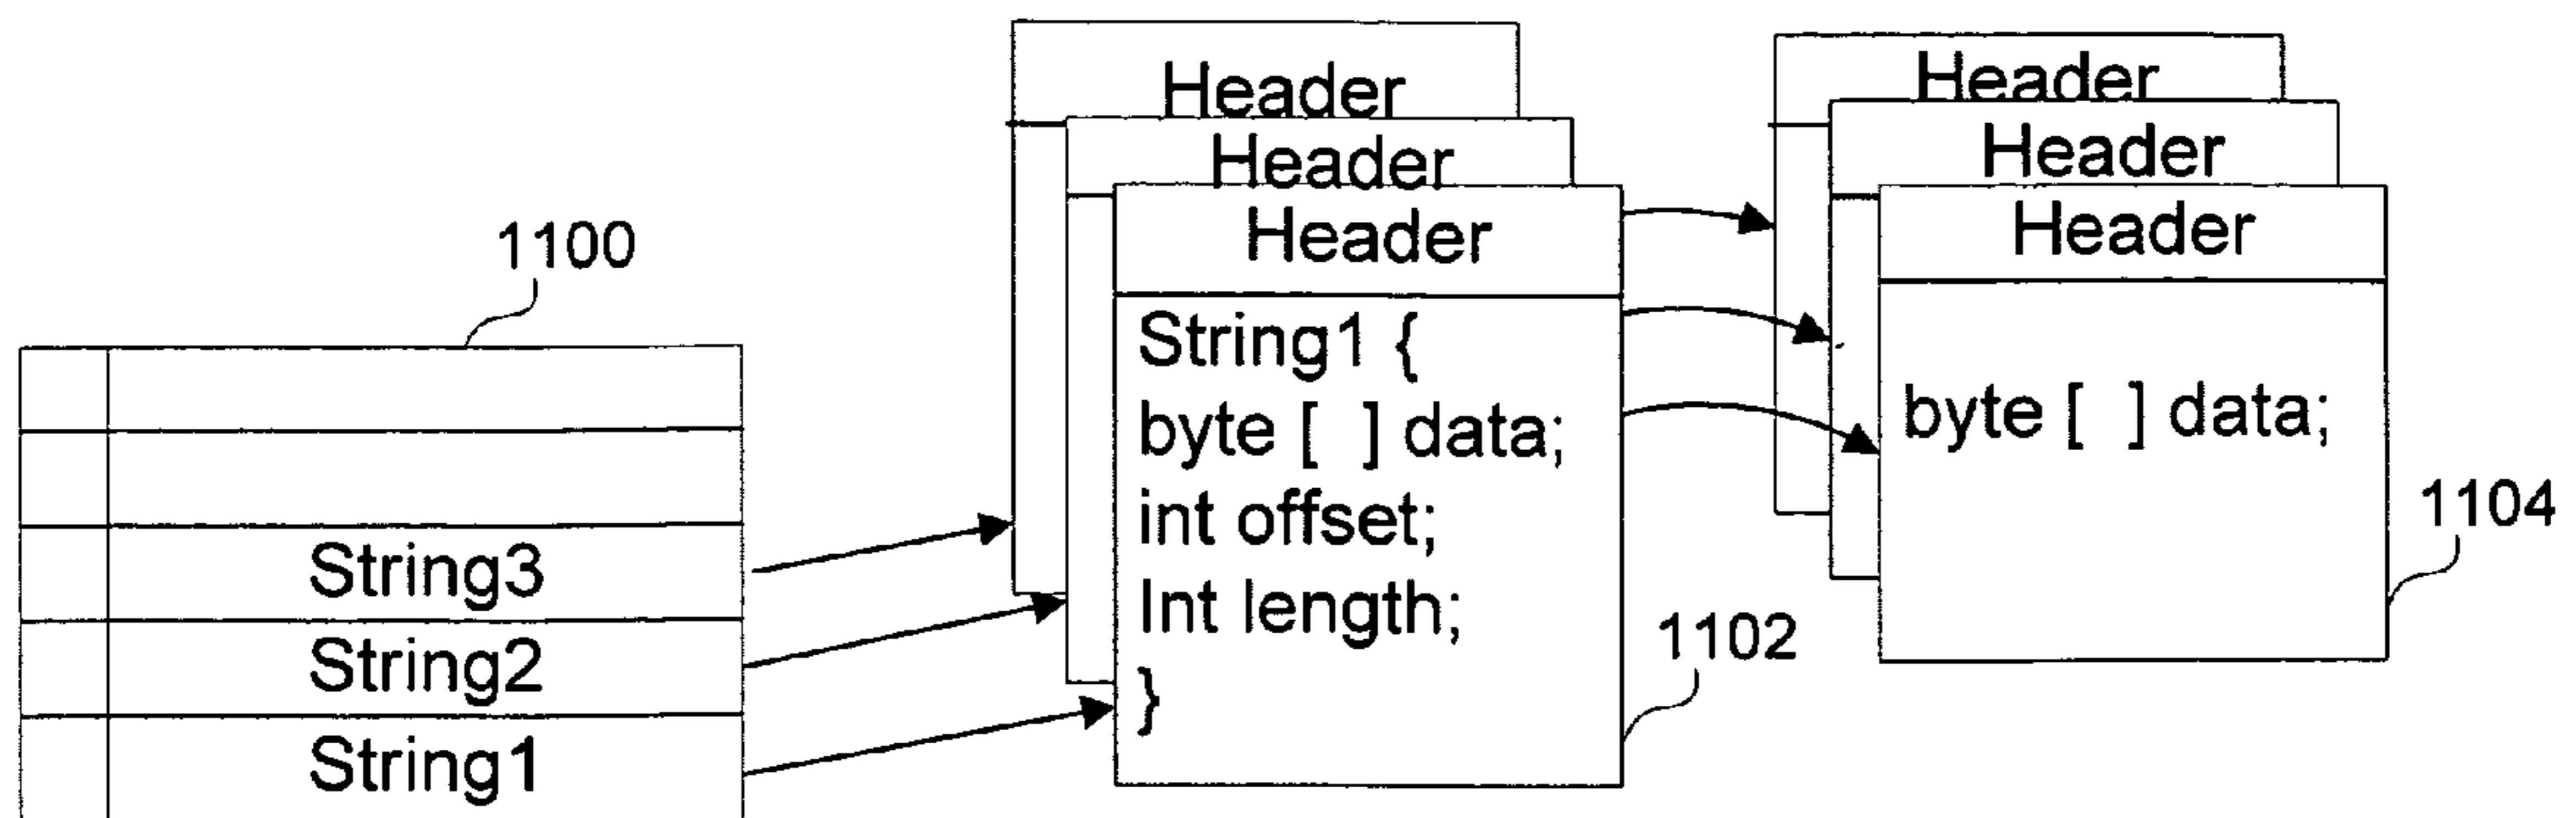 1100
String3
String2
String1
Header
Header
Header
String1 {
byte [ ] data;
int offset;
Int length;
}
1102
Header
Header
Header
byte [ ] data;
1104